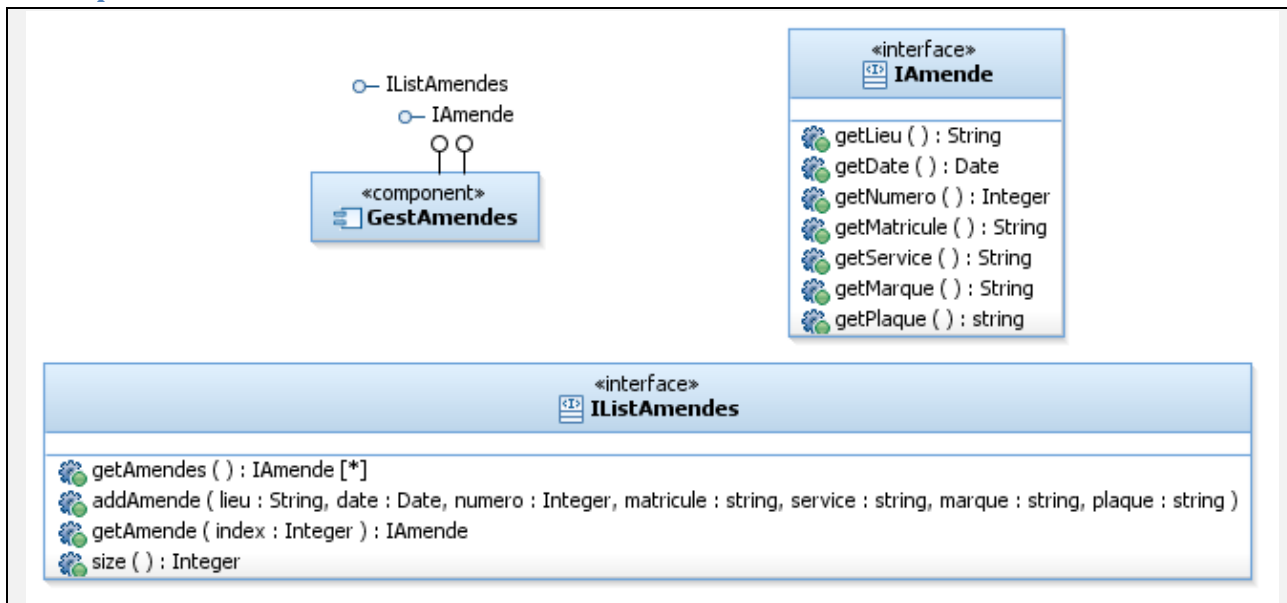 IListAmendes
IAmende
«component»
GestAmendes
«interface»
IAmende
getLieu ( ) : String
getDate ( ) : Date
getNumero ( ) : Integer
getMatricule ( ) : String
getService ( ) : String
getMarque ( ) : String
getPlaque ( ) : string
«interface»
IListAmendes
getAmendes ( ) : IAmende [*]
addAmende ( lieu : String, date : Date, numero : Integer, matricule : string, service : string, marque : string, plaque : string )
getAmende ( index : Integer ) : IAmende
size ( ) : Integer